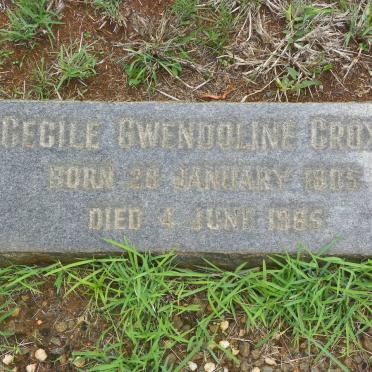 CECILE GWENDOLINE
BORN 28 JANUARY 1905
DIED 4 JUNE 1985